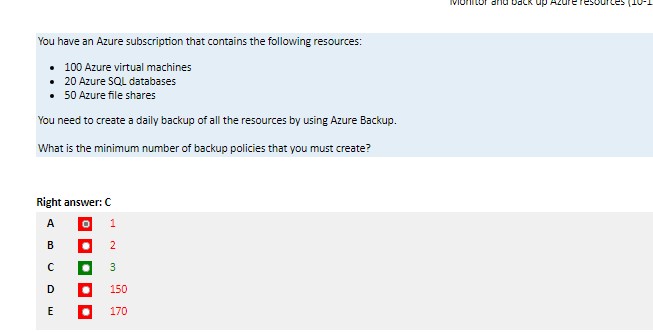 Monitor and back up Azure resources (10-1
You have an Azure subscription that contains the following resources:
• 100 Azure virtual machines
• 20 Azure SQL databases
• 50 Azure file shares
You need to create a daily backup of all the resources by using Azure Backup.
What is the minimum number of backup policies that you must create?
Right answer: C
A 1
B 2
C 3
D 150
E 170